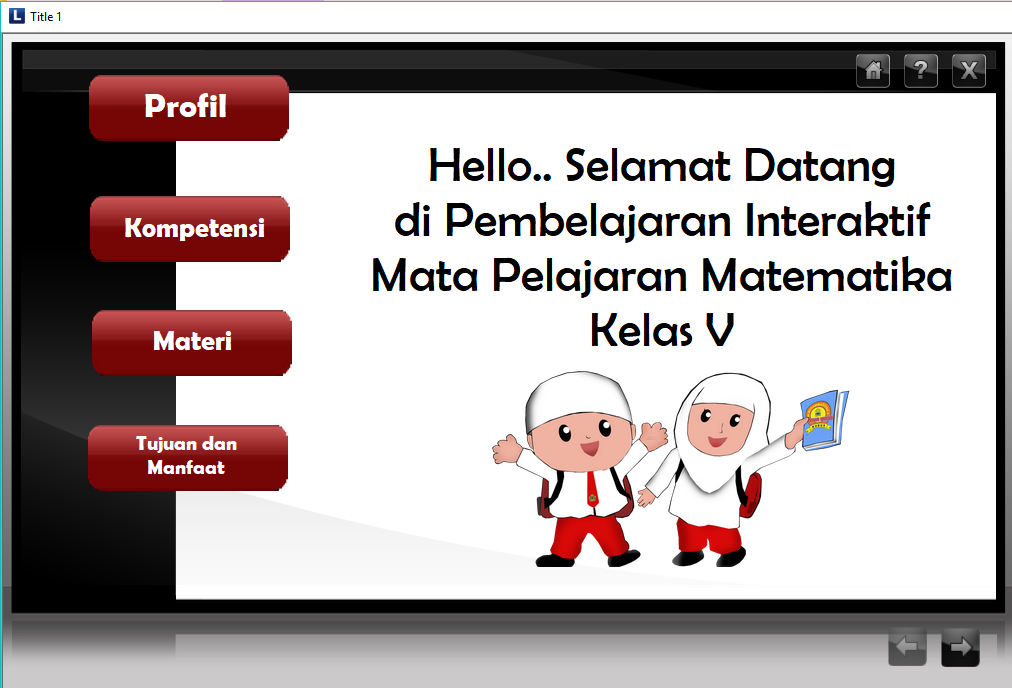 Title 1
Profil
Kompetensi
Materi
Tujuan dan
Manfaat
? X
Hello.. Selamat Datang
di Pembelajaran Interaktif
Mata Pelajaran Matematika
Kelas V